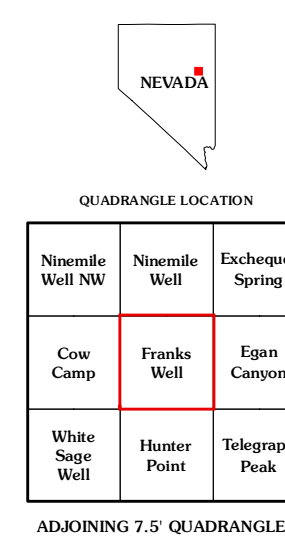 NEVADA
QUADRANGLE LOCATION
Ninemile
Well NW
Ninemile
Well
Excheque
Spring
Cow
Camp
Franks
Well
Egan
Canyon
White
Sage
Well
Hunter
Point
Telegrap
Peak
ADJOINING 7.5' QUADRANGLE